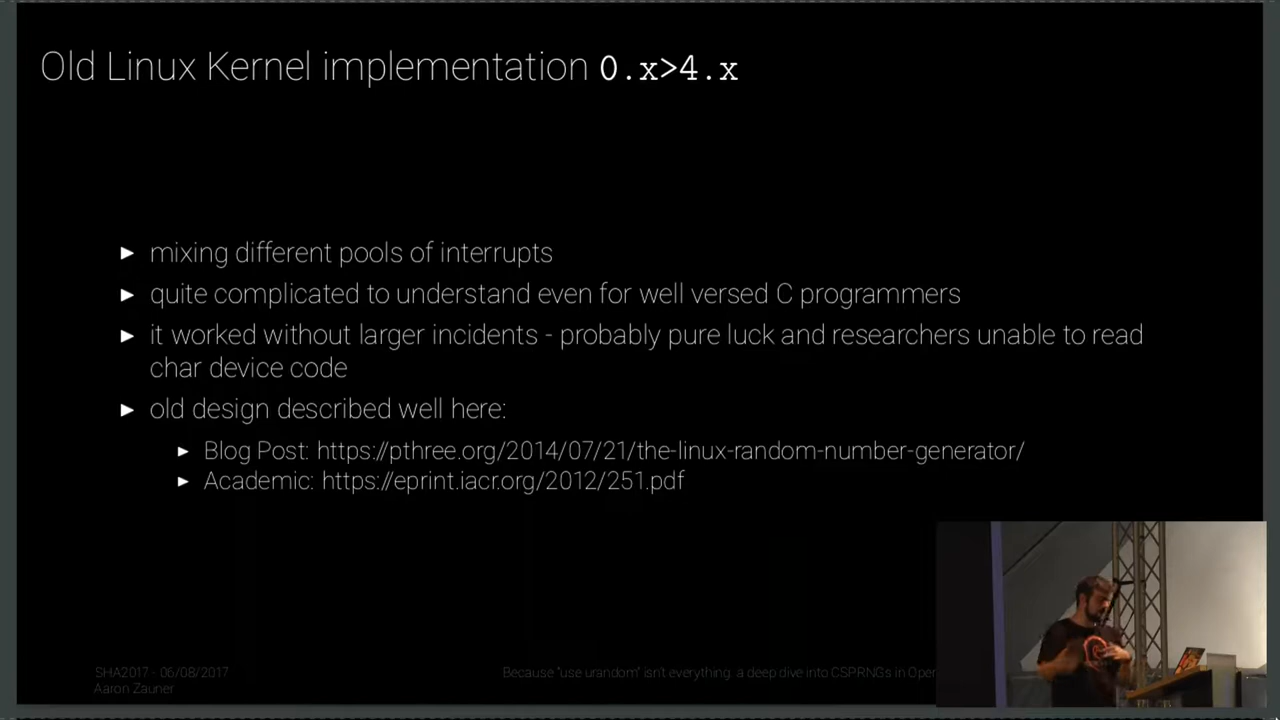 Old Linux Kernel implementation 0.x>4.x
► mixing different pools of interrupts
► quite complicated to understand even for well versed C programmers
► it worked without larger incidents - probably pure luck and researchers unable to read
char device code
► old design described well here:
► Blog Post: https://pthree.org/2014/07/21/the-linux-random-number-generator/
► Academic: https://eprint.iacr.org/2012/251.pdf
SHA2017 - 06/08/2017
Aaron Zauner
Because "use urandom" isn't everything: a deep dive into CSPRNGs in Oper